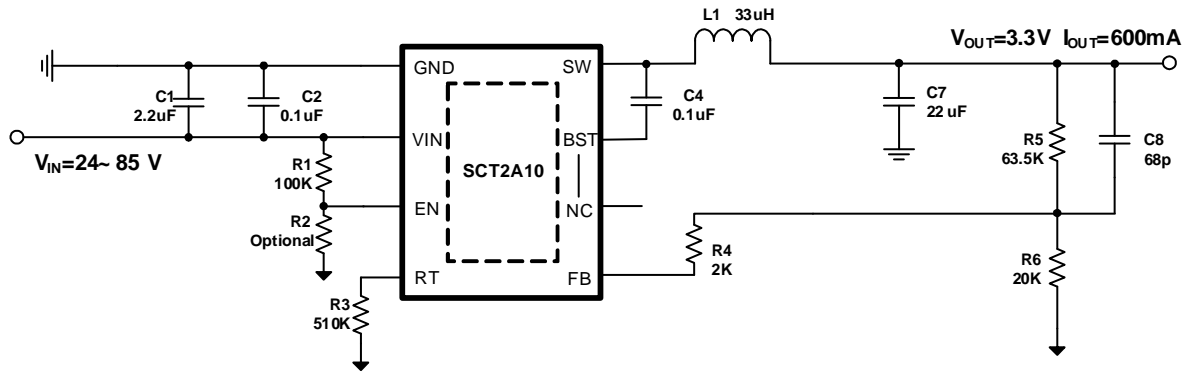 L1 33uH
V_OUT=3.3V I_OUT=600mA
GND
SW
C1
2.2uF
C2
0.1uF
C4
0.1uF
C7
22 uF
VIN
BST
R5
63.5K
C8
68p
V_IN=24~ 85 V
R1
100K
SCT2A10
EN
NC
R2
Optional
R4
2K
RT
FB
R6
20K
R3
510K